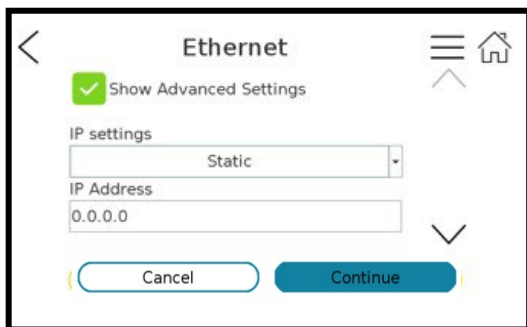 Ethernet
Show Advanced Settings
IP settings
Static
IP Address
0.0.0.0
Cancel
Continue